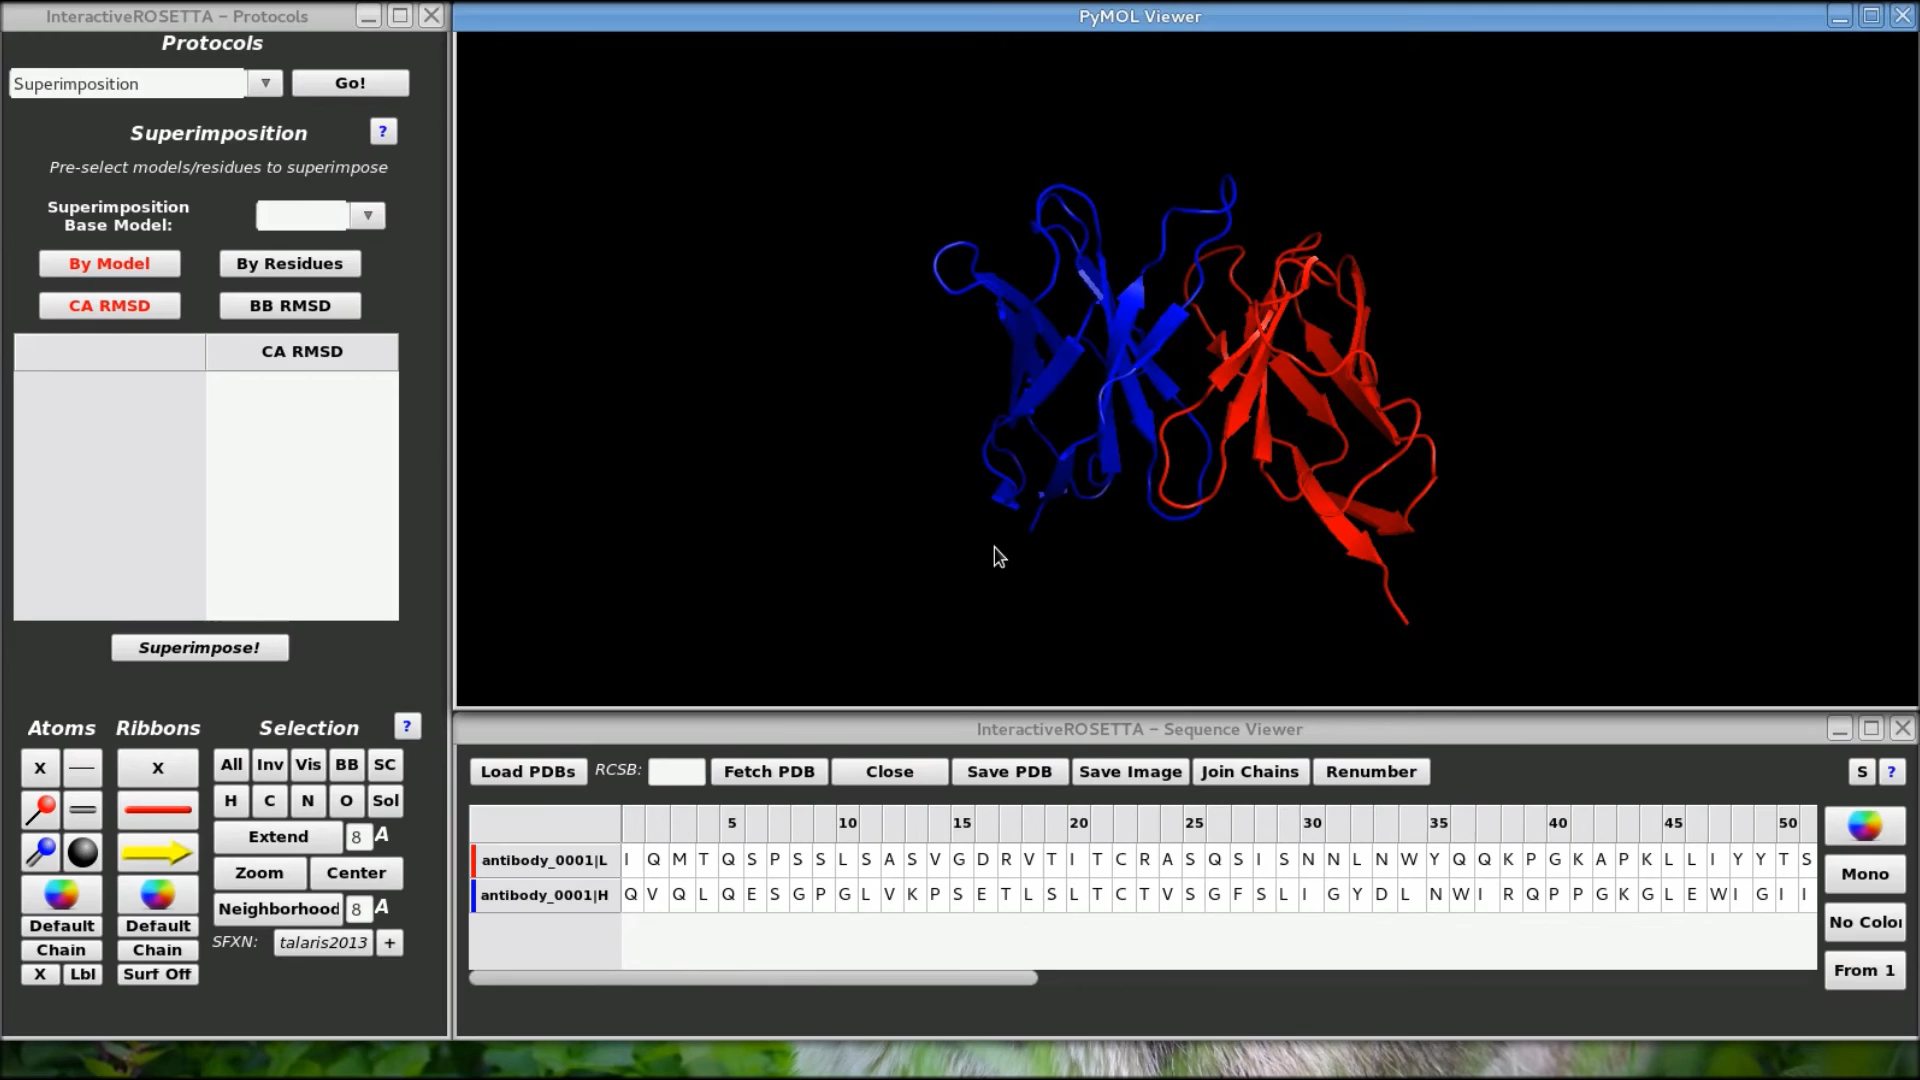 InteractiveROSETTA - Protocols
Protocols
Superimposition
Go!
Superimposition
?
Pre-select models/residues to superimpose
Superimposition
Base Model:
By Model
By Residues
CA RMSD
BB RMSD
CA RMSD
Superimpose!
Atoms
Ribbons
Selection
?
X
X
All
Inv
Vis
BB
SC
H
C
N
O
Sol
Extend
8
A
Zoom
Center
Neighborhood
8
A
Default
Default
SFXN:
talaris2013
+
Chain
Chain
X
Lbl
Surf Off
PyMOL Viewer
InteractiveROSETTA - Sequence Viewer
Load PDBs
RCSB:
Fetch PDB
Close
Save PDB
Save Image
Join Chains
Renumber
S
?
5 10 15 20 25 30 35 40 45 50
antibody_0001|L I Q M T Q S P S S L S A S V G D R V T I T C R A S Q S I S N N L N W Y Q Q K P G K A P K L L I Y Y T S
antibody_0001|H Q V Q L Q E S G P G L V K P S E T L S L T C T V S G F S L I G Y D L N W I R Q P P G K G L E W I G I I
Mono
No Color
From 1